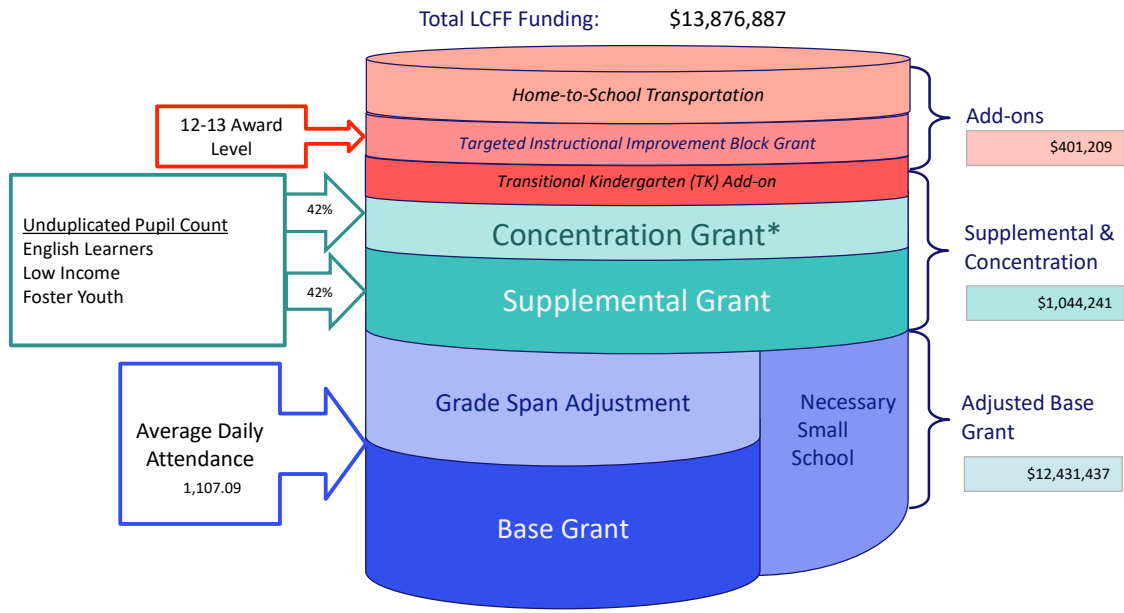 Total LCFF Funding: $13,876,887
Home-to-School Transportation
Targeted Instructional Improvement Block Grant
Transitional Kindergarten (TK) Add-on
Concentration Grant*
Supplemental Grant
Grade Span Adjustment
Base Grant
Necessary
Small
School
12-13 Award
Level
Unduplicated Pupil Count
English Learners
Low Income
Foster Youth
42%
42%
Average Daily
Attendance
1,107.09
Add-ons
$401,209
Supplemental &
Concentration
$1,044,241
Adjusted Base
Grant
$12,431,437